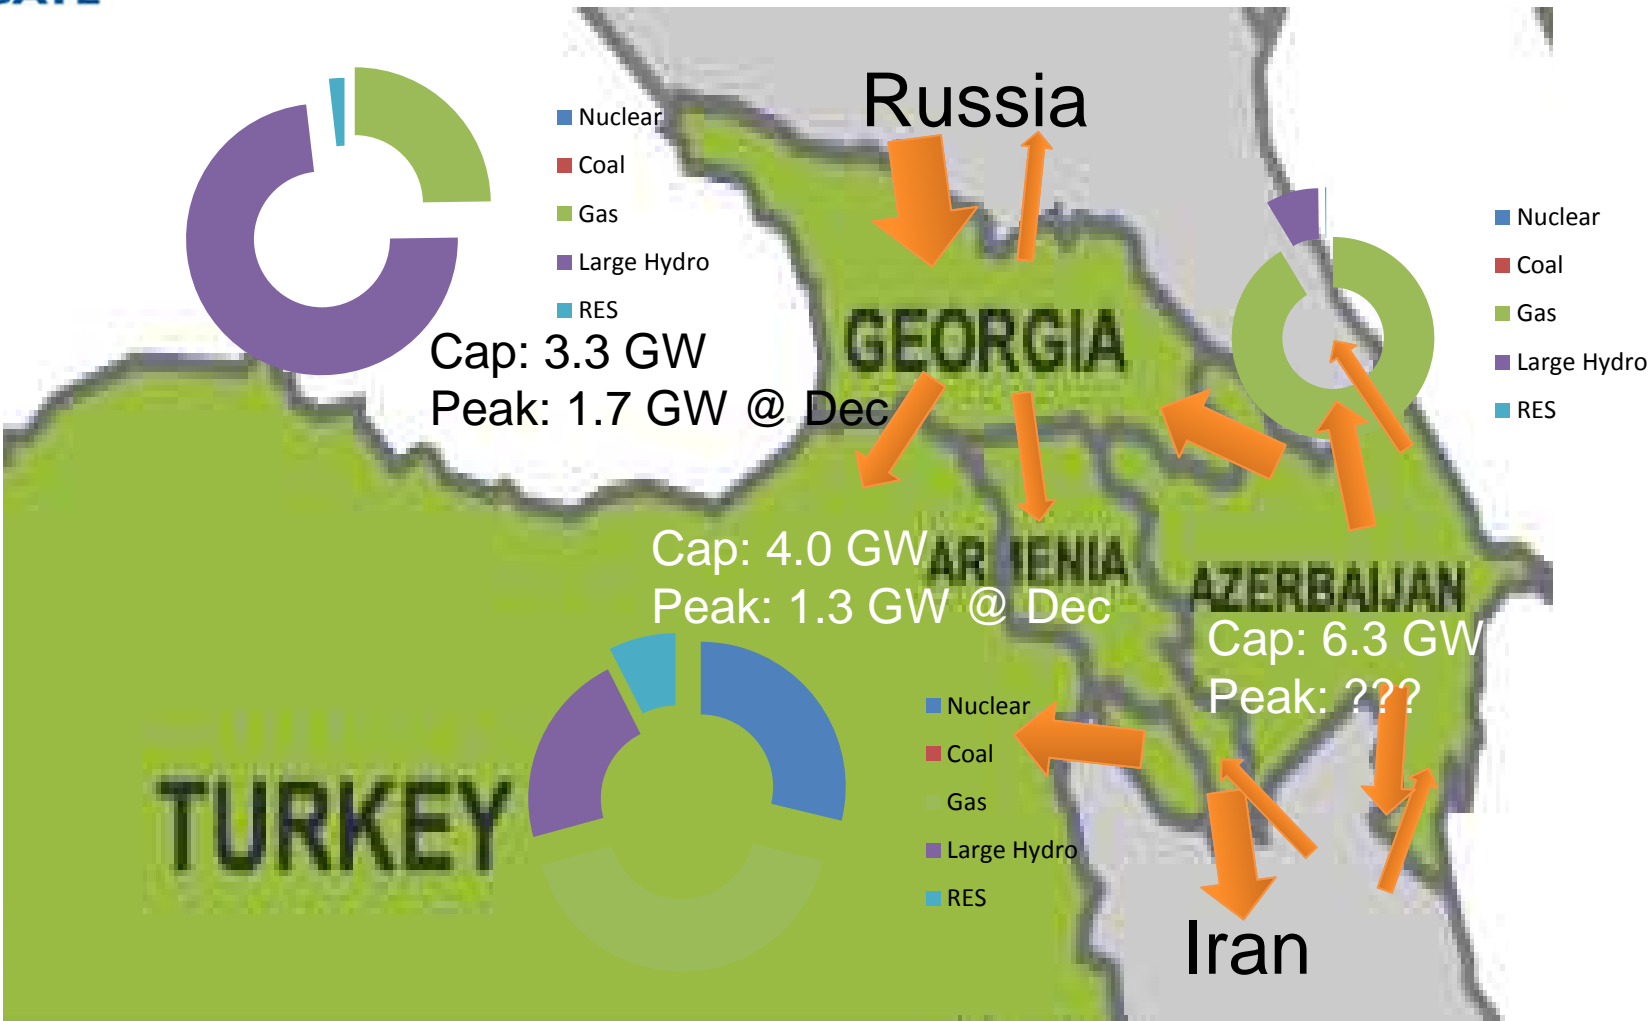 Russia
Nuclear
Coal
Gas
Large Hydro
RES
Cap: 3.3 GW
Peak: 1.7 GW @ Dec
GEORGIA
Nuclear
Coal
Gas
Large Hydro
RES
Cap: 4.0 GW
Peak: 1.3 GW @ Dec
ARMENIA
AZERBAIJAN
Cap: 6.3 GW
Peak: ???
TURKEY
Nuclear
Coal
Gas
Large Hydro
RES
Iran